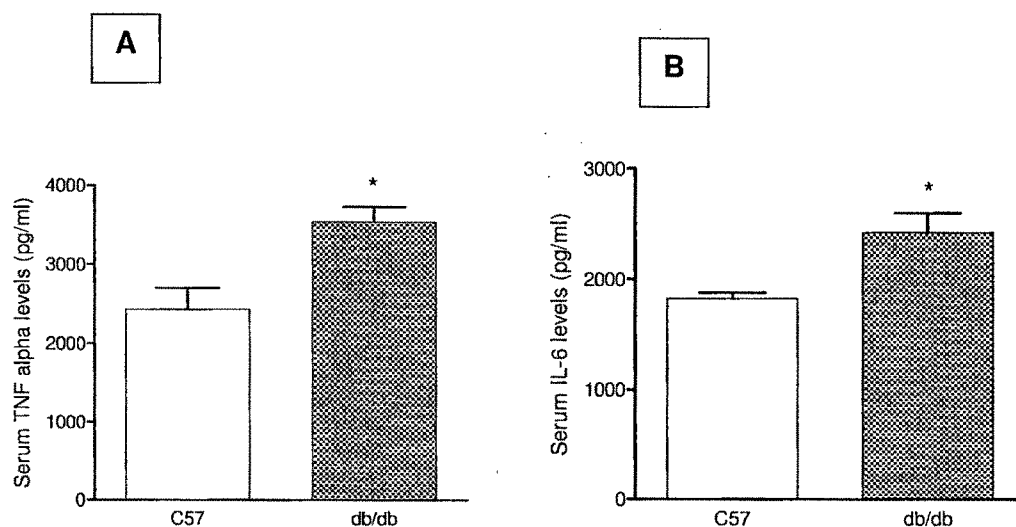 A
Serum TNF alpha levels (pg/ml)
4000
3000
2000
1000
0
*
C57
db/db
B
Serum IL-6 levels (pg/ml)
3000
2000
1000
0
*
C57
db/db